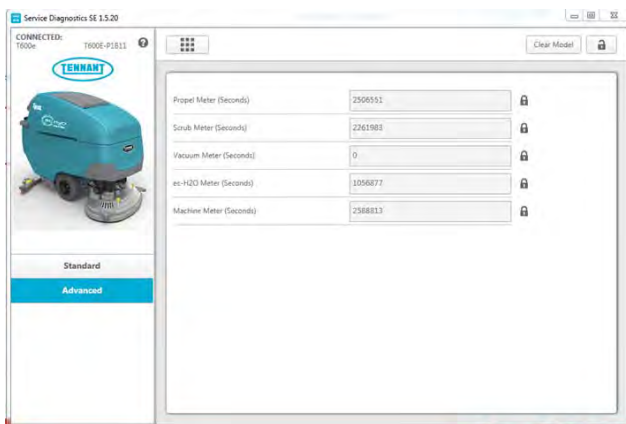 Service Diagnostics SE 1.5.20
CONNECTED:
T600e T600E-P1B11
Clear Model
TENNANT
Propel Meter (Seconds) 2506551
Scrub Meter (Seconds) 2261983
Vacuum Meter (Seconds) 0
ec-H2O Meter (Seconds) 1056877
Machine Meter (Seconds) 2588813
Standard
Advanced